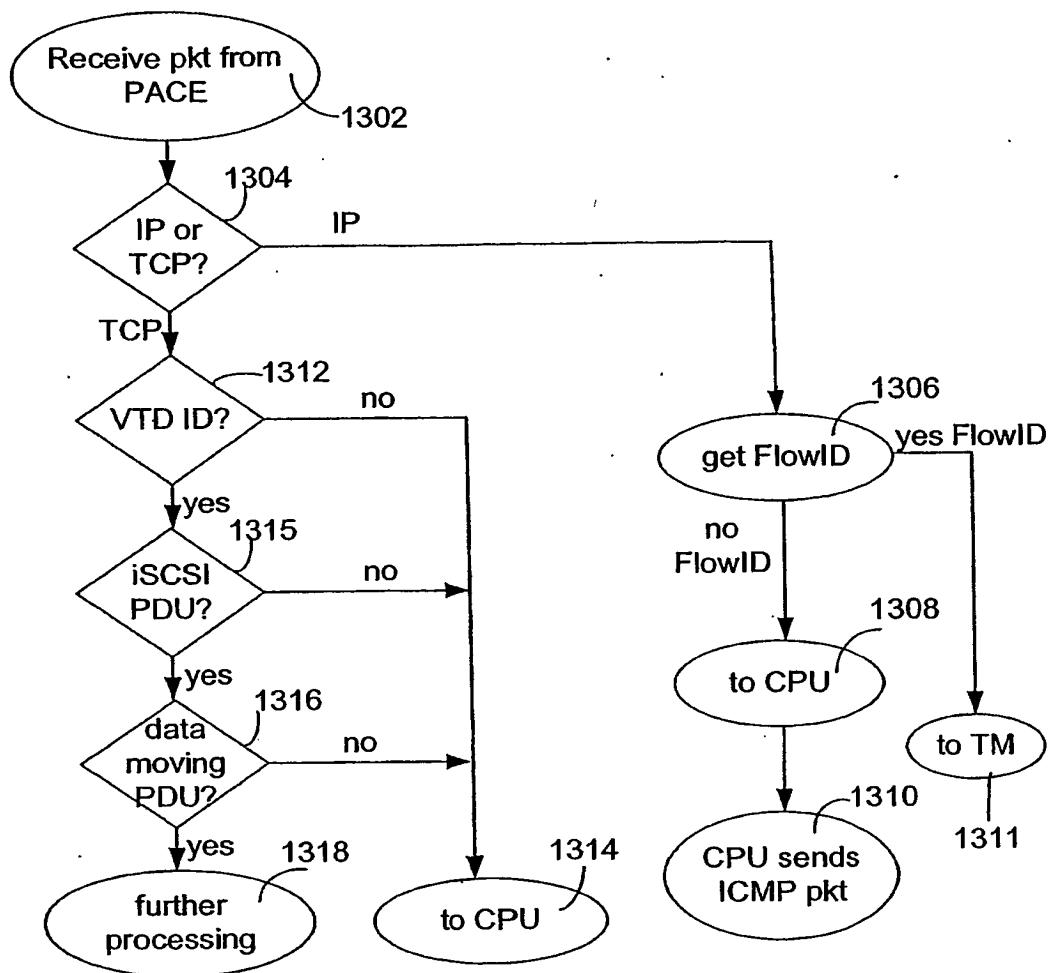 Receive pkt from
PACE
1302
1304
IP or
TCP?
IP
TCP
1312
VTD ID?
no
yes
1306
get FlowID
yes FlowID
1315
iSCSI
PDU?
no
no
FlowID
yes
1308
to CPU
1316
data
moving
PDU?
no
to TM
1311
yes
1310
CPU sends
ICMP pkt
1318
further
processing
1314
to CPU